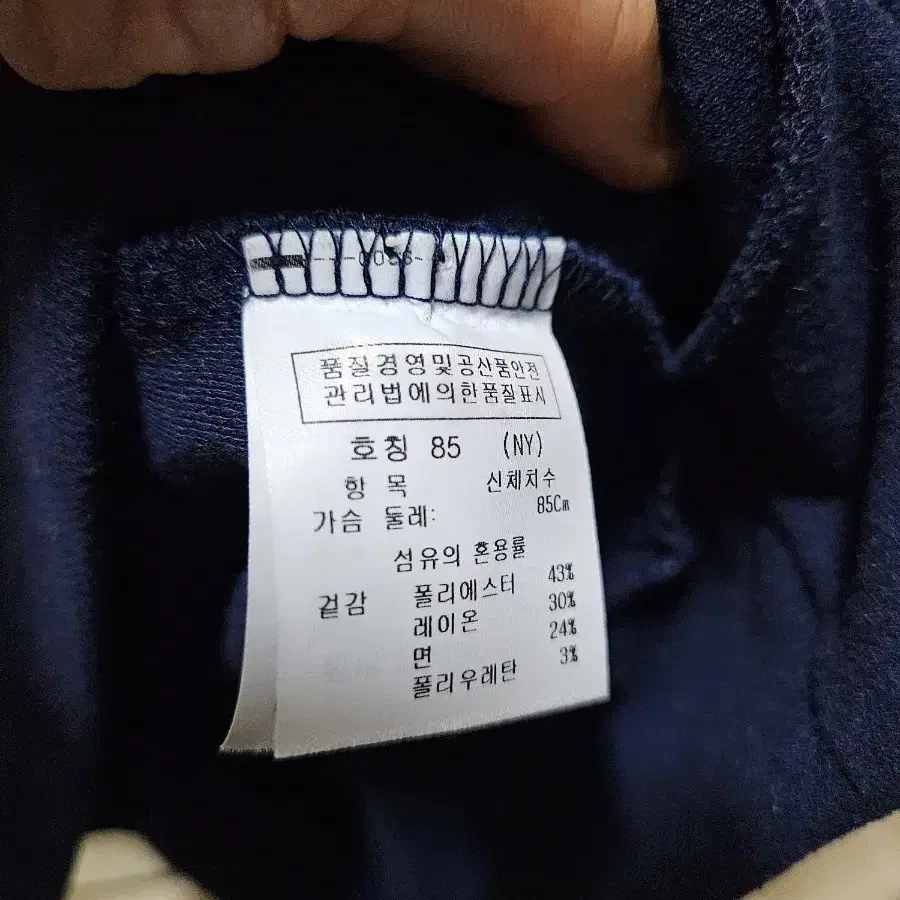 품질경영및공산품안전
관리법에의한품질표시
호칭 85 (NY)
항 목 신체치수
가슴 둘레: 85Cm
섬유의 혼용률
겉감 폴리에스터 43%
레이온 30%
면 24%
폴리우레탄 3%